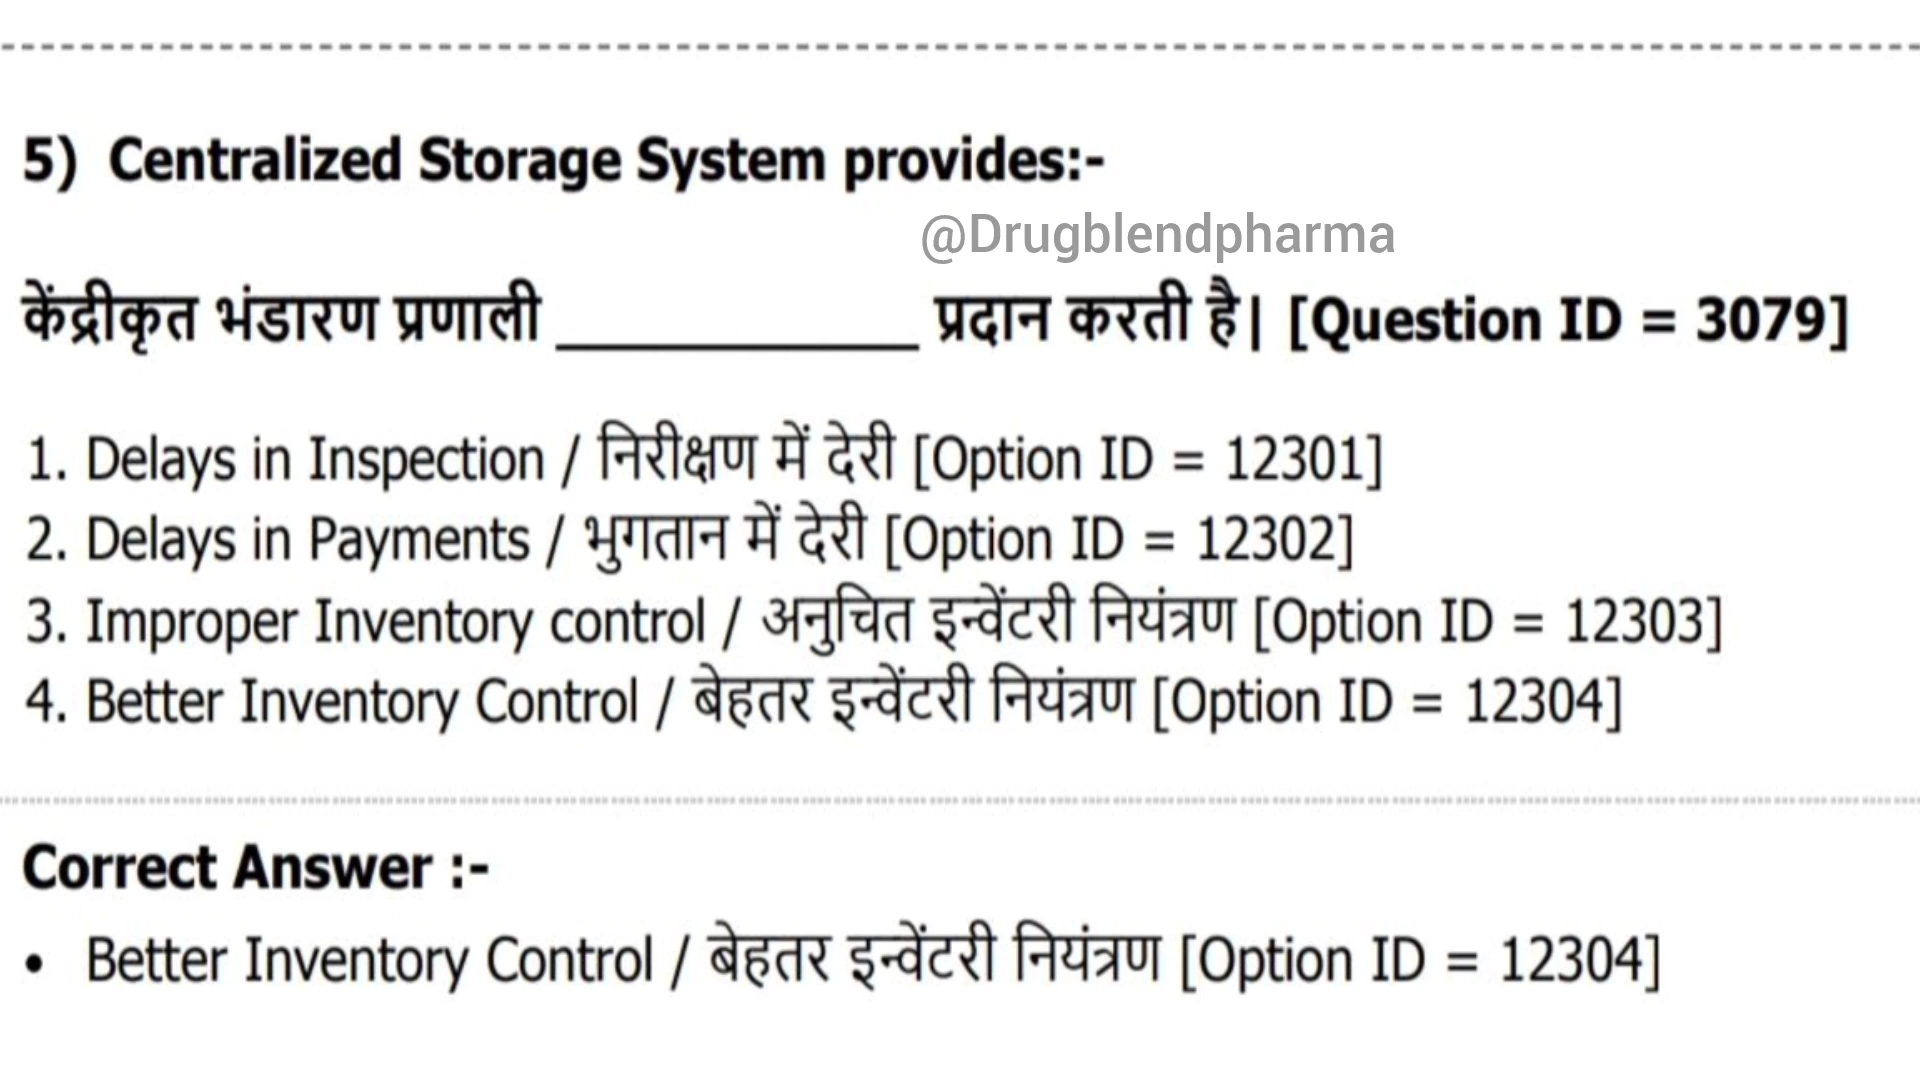 5) Centralized Storage System provides:-
@Drugblendpharma
केंद्रीकृत भंडारण प्रणाली ____________ प्रदान करती है| [Question ID = 3079]
1. Delays in Inspection / निरीक्षण में देरी [Option ID = 12301]
2. Delays in Payments / भुगतान में देरी [Option ID = 12302]
3. Improper Inventory control / अनुचित इन्वेंटरी नियंत्रण [Option ID = 12303]
4. Better Inventory Control / बेहतर इन्वेंटरी नियंत्रण [Option ID = 12304]
Correct Answer :-
• Better Inventory Control / बेहतर इन्वेंटरी नियंत्रण [Option ID = 12304]